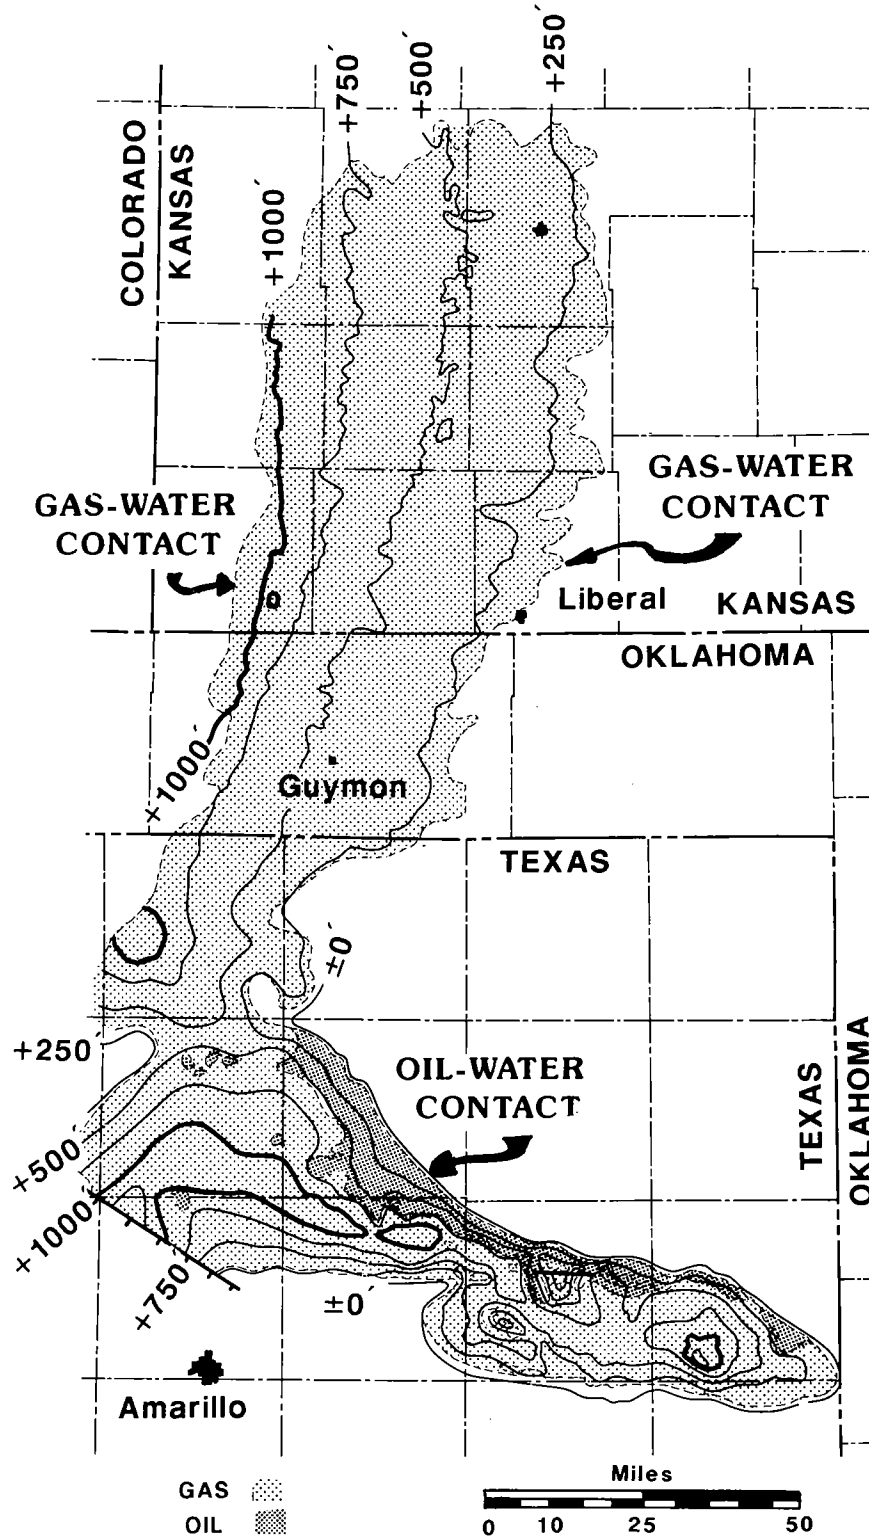 +750´
+500´
+250´
COLORADO
KANSAS
+1000´
GAS-WATER
CONTACT
GAS-WATER
CONTACT
Liberal
KANSAS
OKLAHOMA
+1000´
Guymon
TEXAS
±0´
+250´
OIL-WATER
CONTACT
TEXAS
OKLAHOMA
+500´
+1000´
+750´
±0´
Amarillo
GAS
OIL
Miles
0 10 25 50